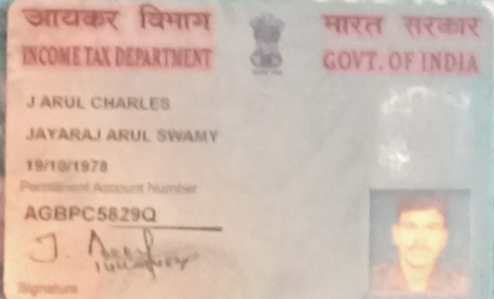 आयकर विभाग
भारत सरकार
INCOME TAX DEPARTMENT
GOVT. OF INDIA
J ARUL CHARLES
JAYARAJ ARUL SWAMY
19/10/1978
Permanent Account Number
AGBPC5829Q
Signature